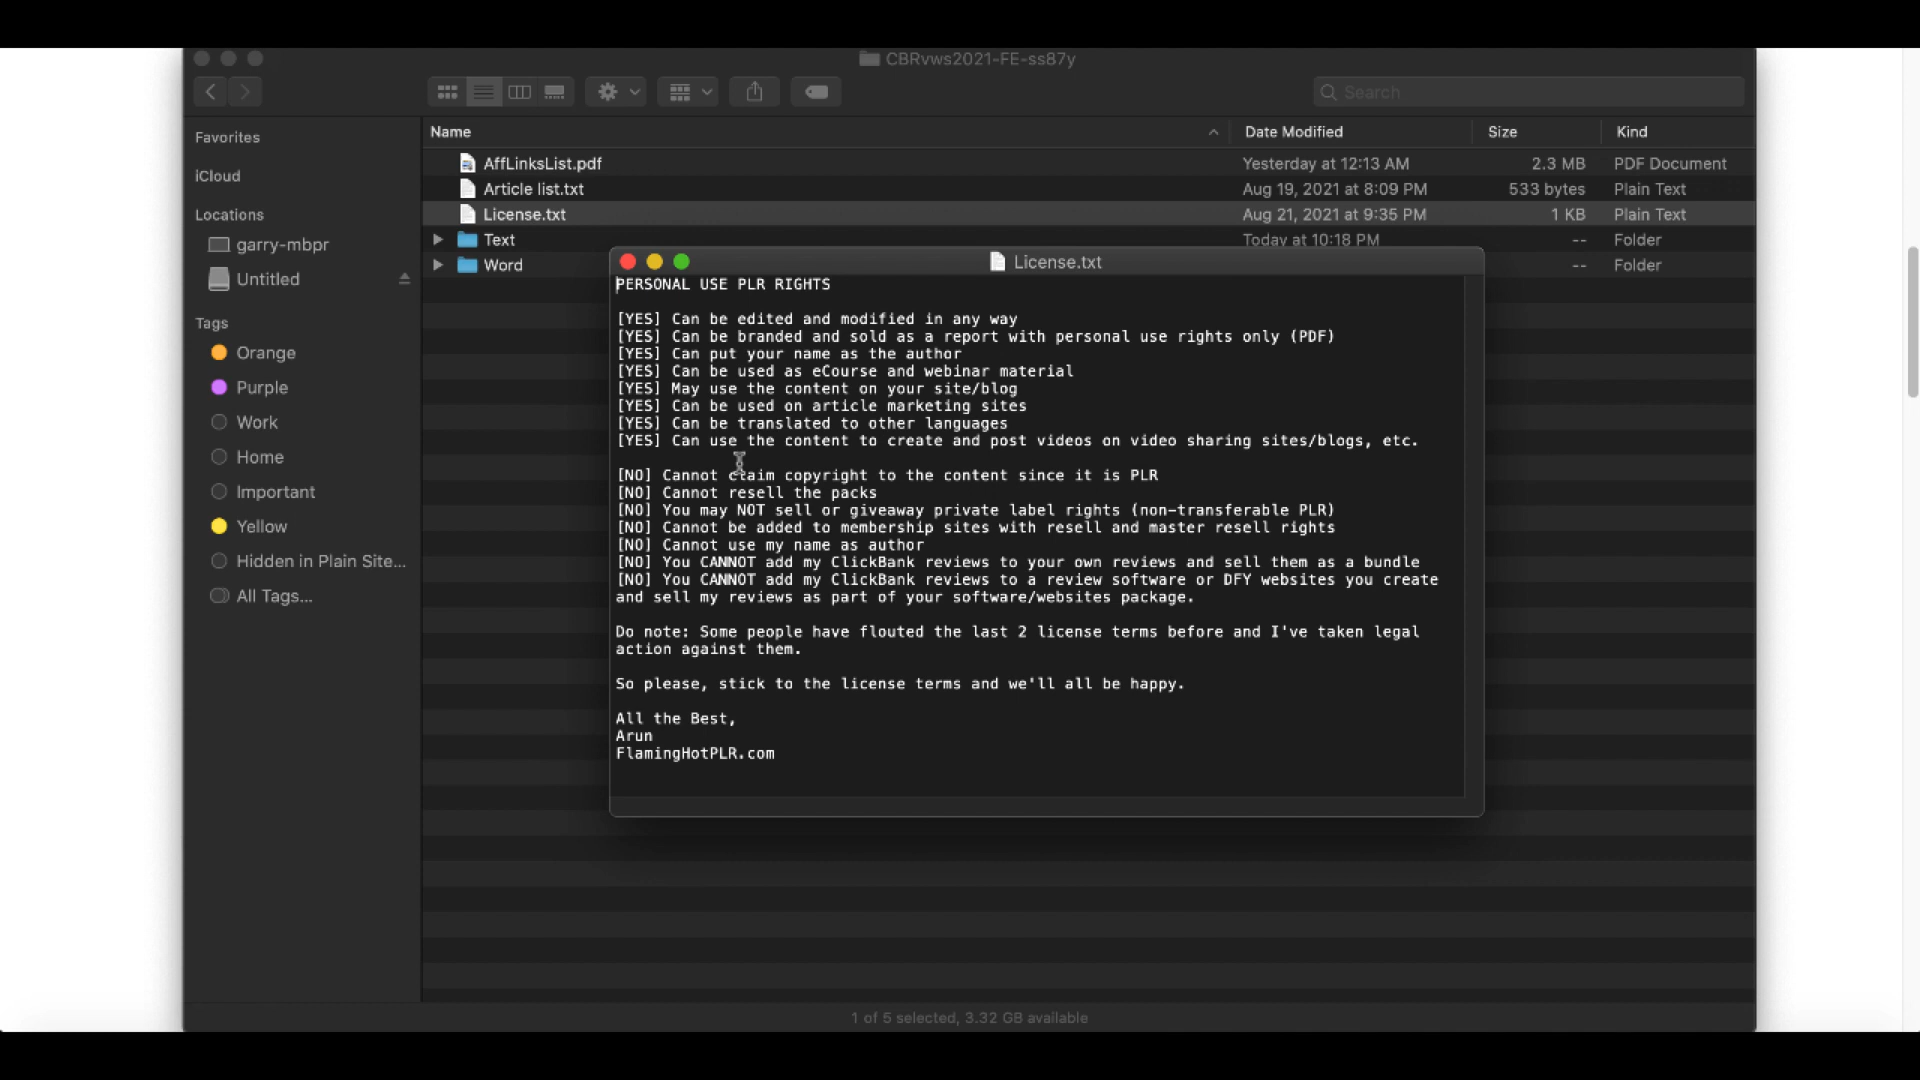 CBRvws2021-FE-ss87y
Search
Favorites
iCloud
Locations
garry-mbpr
Untitled
Tags
Orange
Purple
Work
Home
Important
Yellow
Hidden in Plain Site...
All Tags...
Name Date Modified Size Kind
AffLinksList.pdf Yesterday at 12:13 AM 2.3 MB PDF Document
Article list.txt Aug 19, 2021 at 8:09 PM 533 bytes Plain Text
License.txt Aug 21, 2021 at 9:35 PM 1 KB Plain Text
Text Today at 10:18 PM -- Folder
Word -- Folder
License.txt
PERSONAL USE PLR RIGHTS
[YES] Can be edited and modified in any way
[YES] Can be branded and sold as a report with personal use rights only (PDF)
[YES] Can put your name as the author
[YES] Can be used as eCourse and webinar material
[YES] May use the content on your site/blog
[YES] Can be used on article marketing sites
[YES] Can be translated to other languages
[YES] Can use the content to create and post videos on video sharing sites/blogs, etc.
[NO] Cannot claim copyright to the content since it is PLR
[NO] Cannot resell the packs
[NO] You may NOT sell or giveaway private label rights (non-transferable PLR)
[NO] Cannot be added to membership sites with resell and master resell rights
[NO] Cannot use my name as author
[NO] You CANNOT add my ClickBank reviews to your own reviews and sell them as a bundle
[NO] You CANNOT add my ClickBank reviews to a review software or DFY websites you create
and sell my reviews as part of your software/websites package.
Do note: Some people have flouted the last 2 license terms before and I've taken legal
action against them.
So please, stick to the license terms and we'll all be happy.
All the Best,
Arun
FlamingHotPLR.com
1 of 5 selected, 3.32 GB available